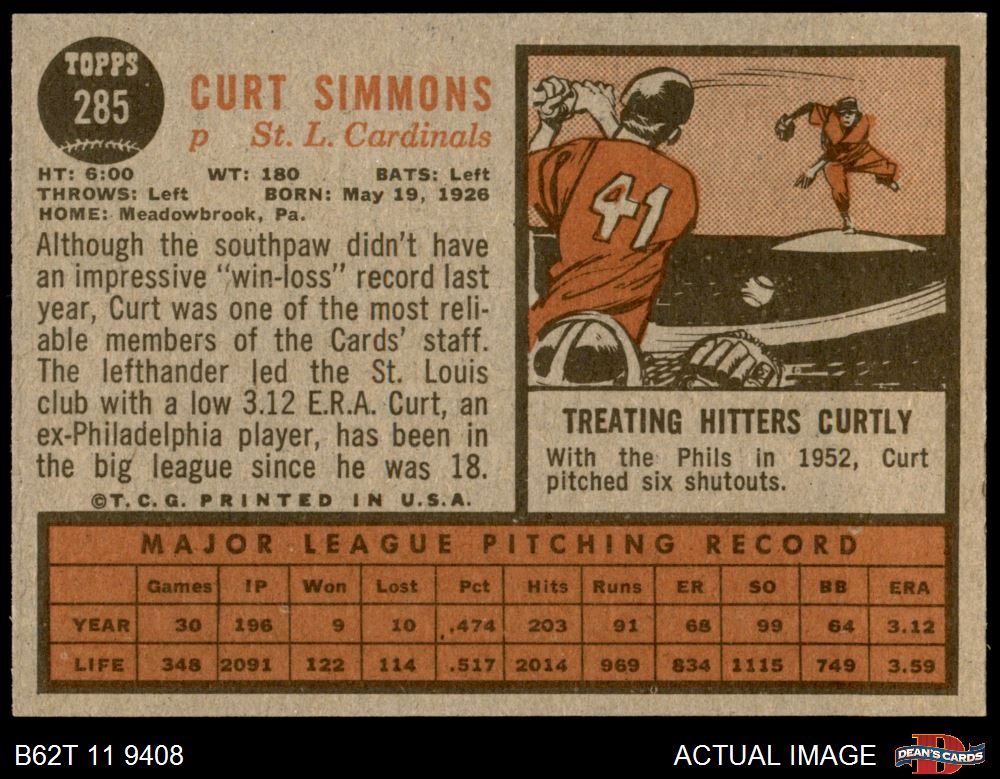 TOPPS
285
CURT SIMMONS
p St. L. Cardinals
HT: 6:00 WT: 180 BATS: Left
THROWS: Left BORN: May 19, 1926
HOME: Meadowbrook, Pa.
Although the southpaw didn't have
an impressive "win-loss" record last
year, Curt was one of the most reli-
able members of the Cards' staff.
The lefthander led the St. Louis
club with a low 3.12 E.R.A. Curt, an
ex-Philadelphia player, has been in
the big league since he was 18.
©T.C.G. PRINTED IN U.S.A.
41
TREATING HITTERS CURTLY
With the Phils in 1952, Curt
pitched six shutouts.
MAJOR LEAGUE PITCHING RECORD
Games IP Won Lost Pct Hits Runs ER SO BB ERA
YEAR 30 196 9 10 .474 203 91 68 99 64 3.12
LIFE 348 2091 122 114 .517 2014 969 834 1115 749 3.59
B62T 11 9408
ACTUAL IMAGE
D
DEAN'S CARDS